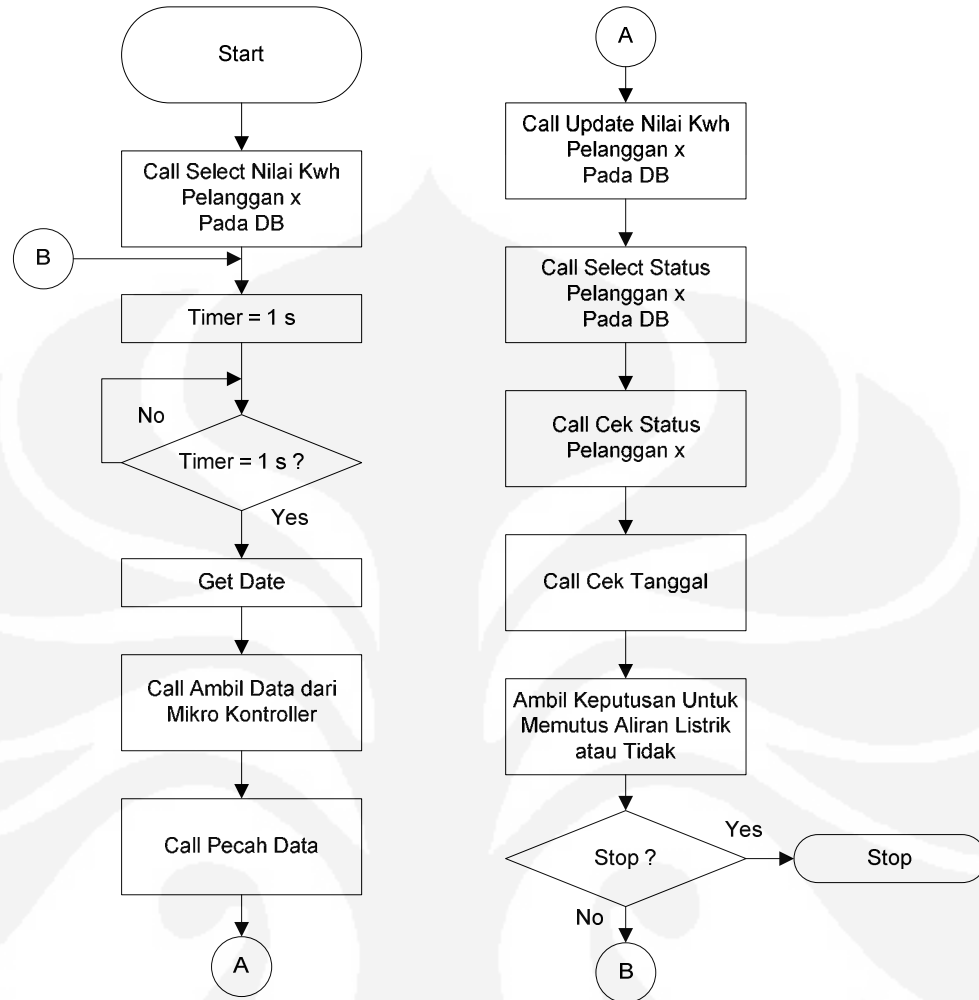 Start
Call Select Nilai Kwh
Pelanggan x
Pada DB
B
Timer = 1 s
No
Timer = 1 s ?
Yes
Get Date
Call Ambil Data dari
Mikro Kontroller
Call Pecah Data
A
A
Call Update Nilai Kwh
Pelanggan x
Pada DB
Call Select Status
Pelanggan x
Pada DB
Call Cek Status
Pelanggan x
Call Cek Tanggal
Ambil Keputusan Untuk
Memutus Aliran Listrik
atau Tidak
Stop ?
Yes
Stop
No
B